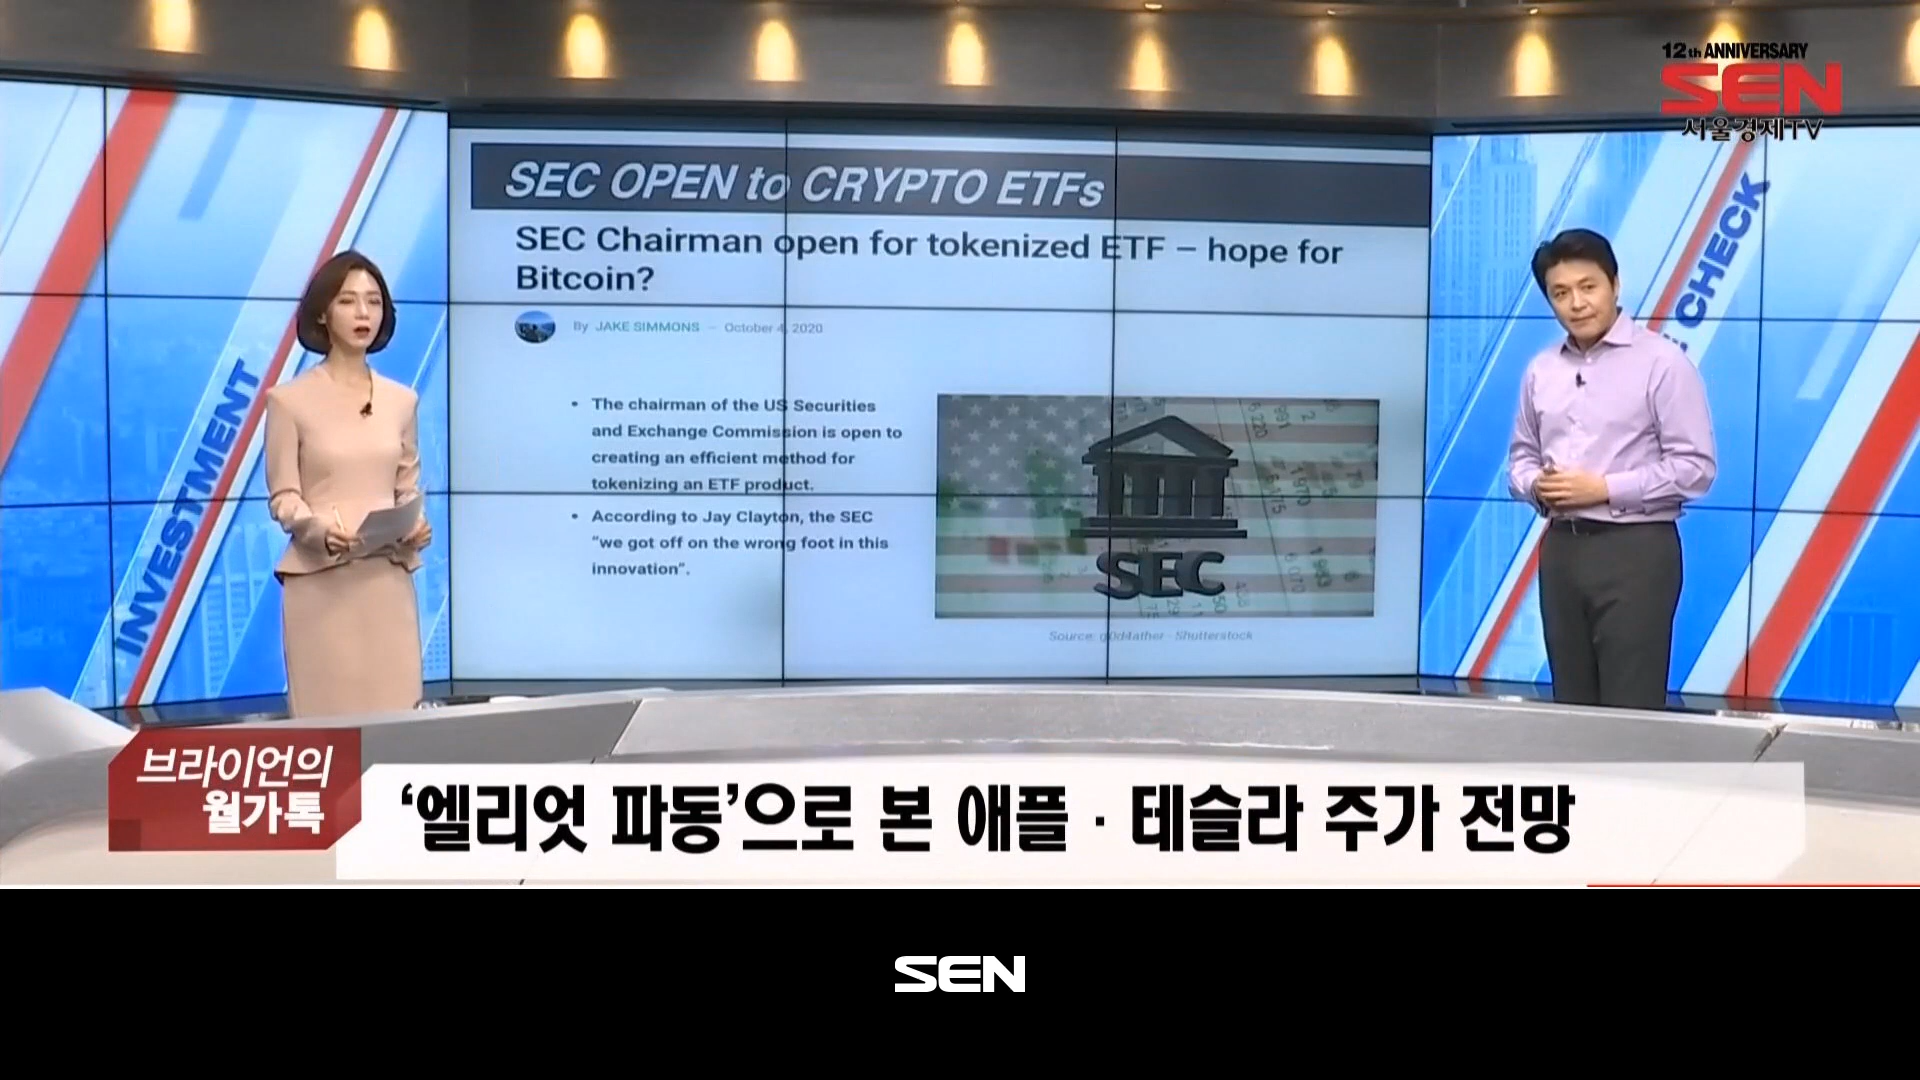 12th ANNIVERSARY
SEN
서울경제TV
SEC OPEN to CRYPTO ETFs
SEC Chairman open for tokenized ETF – hope for
Bitcoin?
By JAKE SIMMONS – October 4, 2020
• The chairman of the US Securities
and Exchange Commission is open to
creating an efficient method for
tokenizing an ETF product.
• According to Jay Clayton, the SEC
“we got off on the wrong foot in this
innovation”.
SEC
Source: g0d4ather - Shutterstock
INVESTMENT
CHECK
브라이언의
월가톡
‘엘리엇 파동’으로 본 애플 · 테슬라 주가 전망
SEN